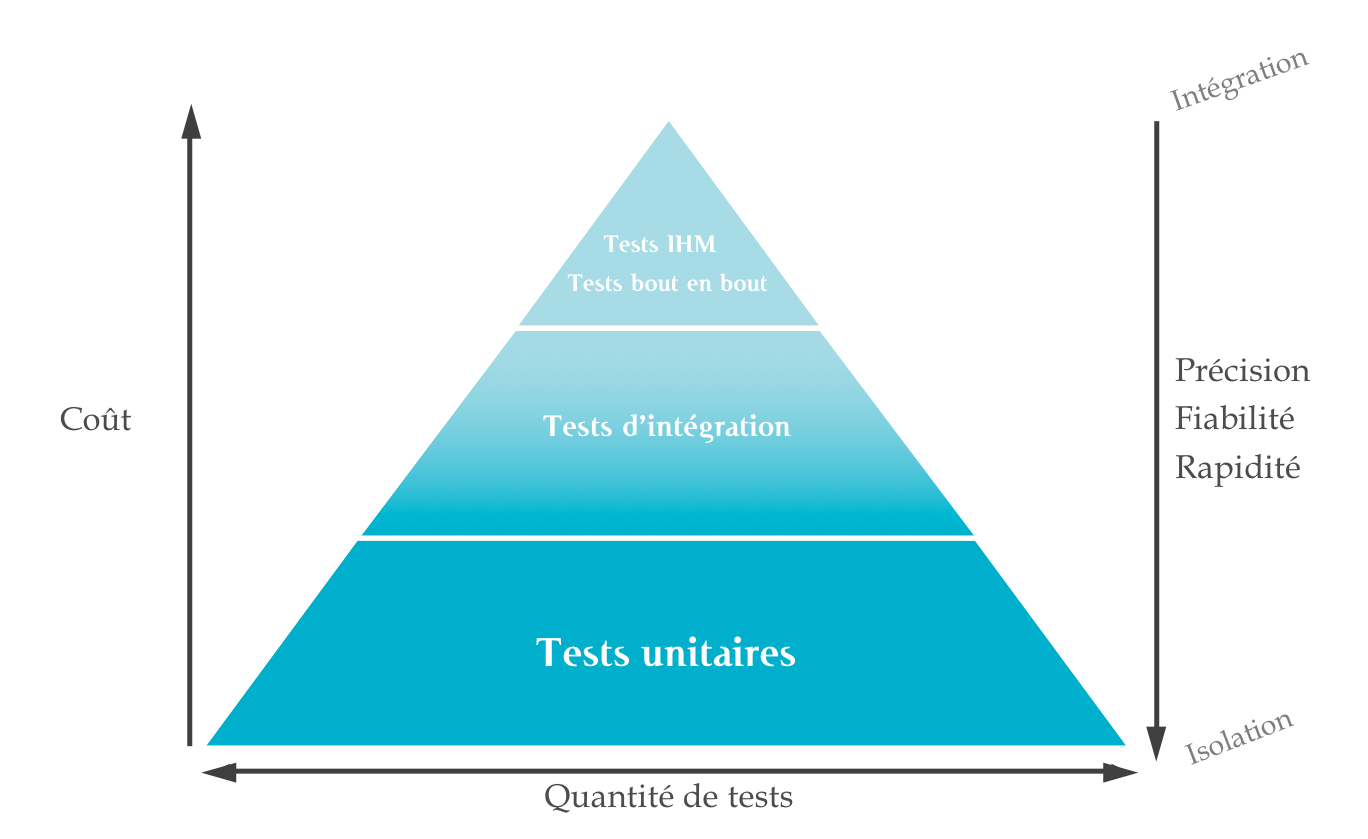 Intégration
Tests IHM
Tests bout en bout
Coût
Tests d'intégration
Précision
Fiabilité
Rapidité
Tests unitaires
Isolation
Quantité de tests